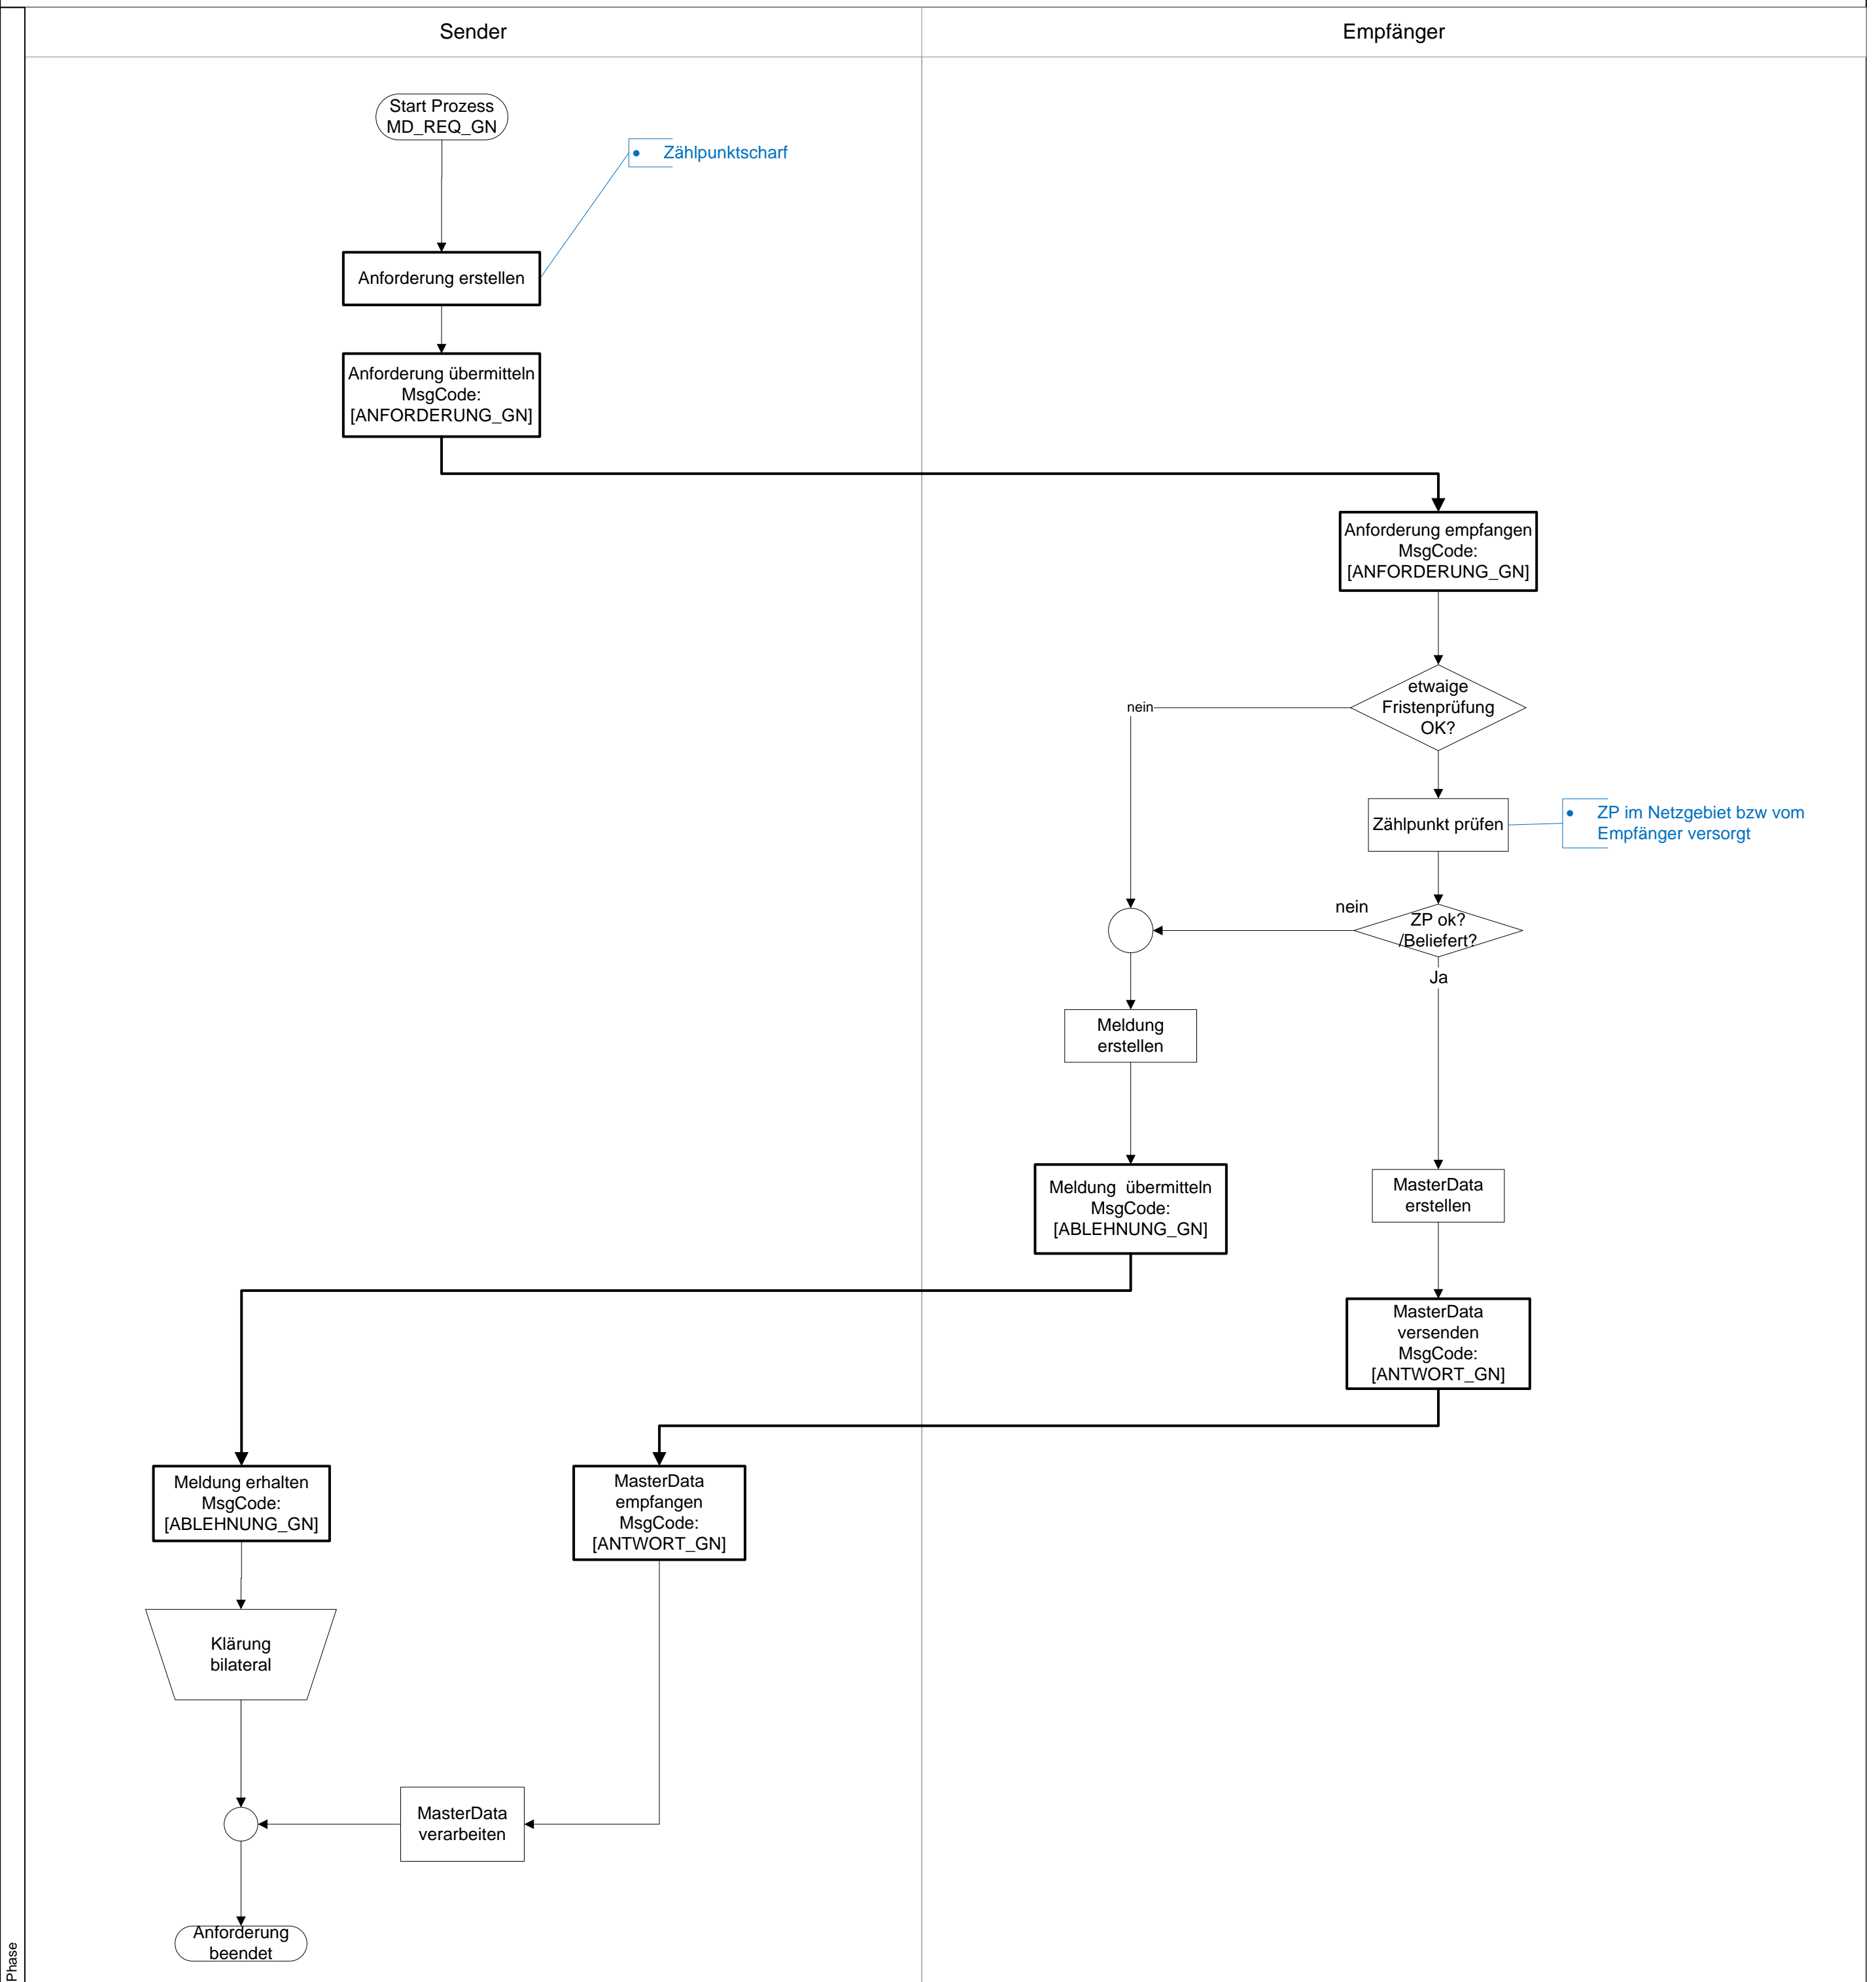 Sender
Empfänger
Start Prozess
MD_REQ_GN
• Zählpunktscharf
Anforderung erstellen
Anforderung übermitteln
MsgCode:
[ANFORDERUNG_GN]
Anforderung empfangen
MsgCode:
[ANFORDERUNG_GN]
etwaige
Fristenprüfung
OK?
nein
Zählpunkt prüfen
• ZP im Netzgebiet bzw vom
Empfänger versorgt
nein
ZP ok?
/Beliefert?
Ja
Meldung
erstellen
Meldung  übermitteln
MsgCode:
[ABLEHNUNG_GN]
MasterData
erstellen
MasterData
versenden
MsgCode:
[ANTWORT_GN]
Meldung erhalten
MsgCode:
[ABLEHNUNG_GN]
MasterData
empfangen
MsgCode:
[ANTWORT_GN]
Klärung
bilateral
MasterData
verarbeiten
Anforderung
beendet
Phase